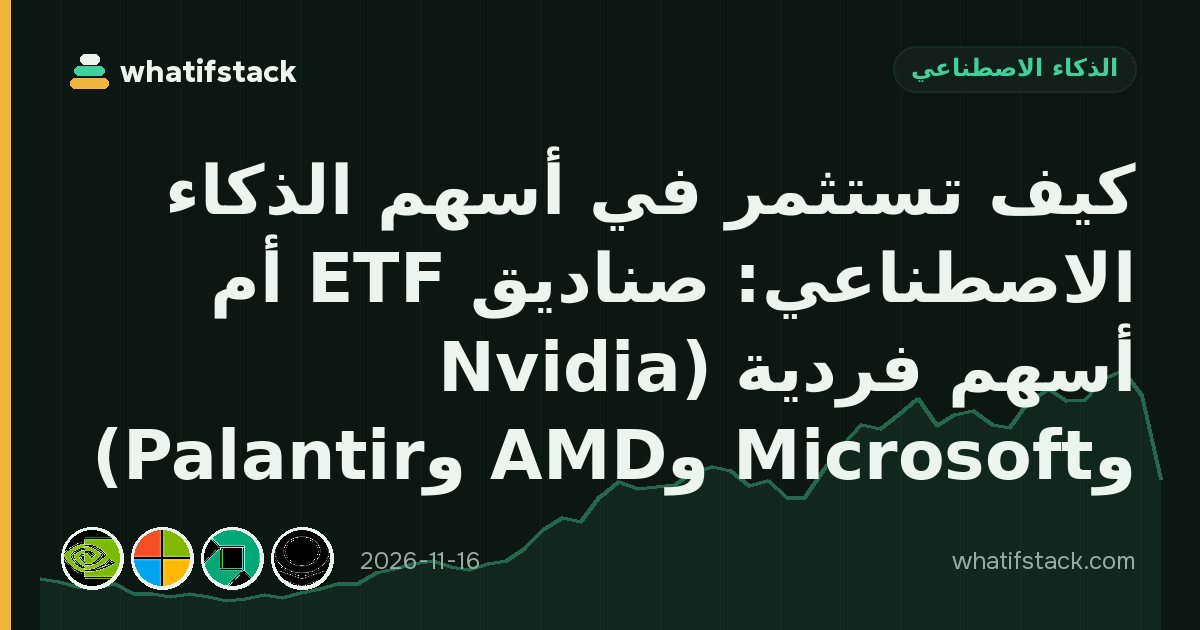 whatifstack
الذكاء الاصطناعي
كيف تستثمر في أسهم الذكاء
الاصطناعي: صناديق ETF أم
أسهم فردية (Nvidia
وMicrosoft وAMD وPalantir)
2026-11-16
whatifstack.com